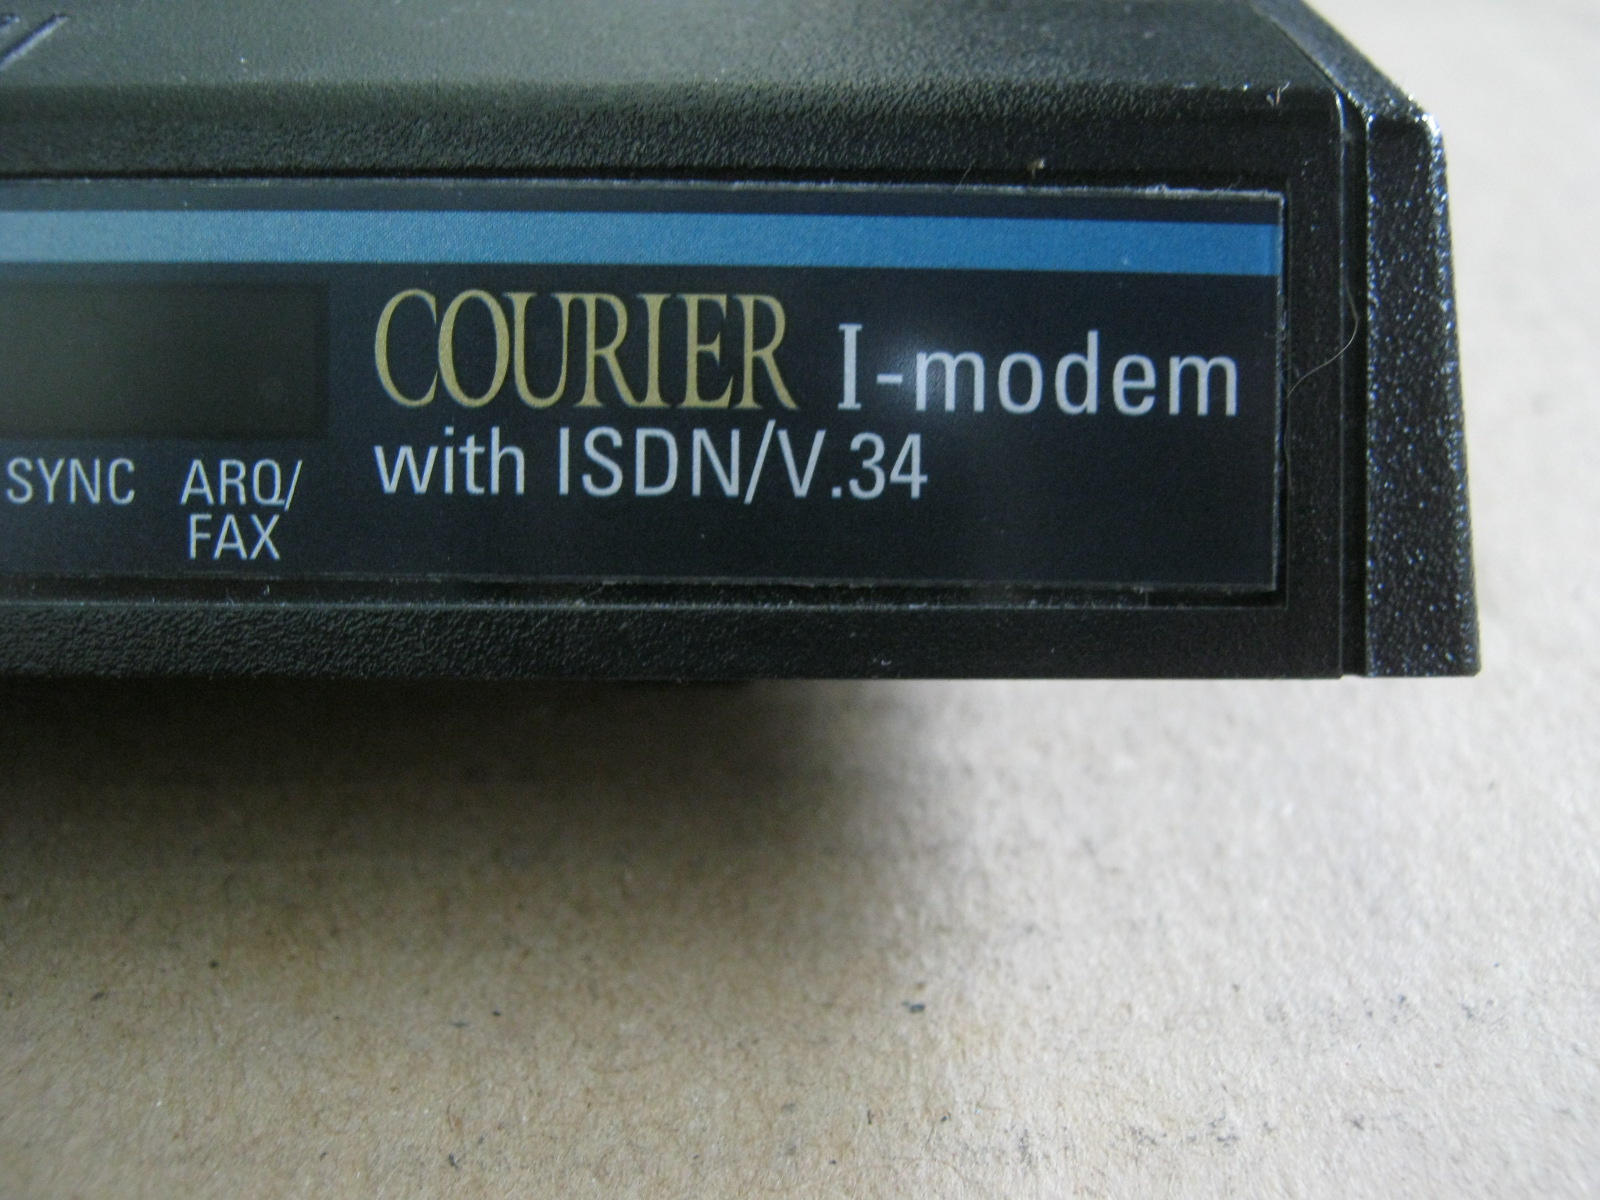 COURIER I-modem
with ISDN/V.34
SYNC ARQ/
FAX